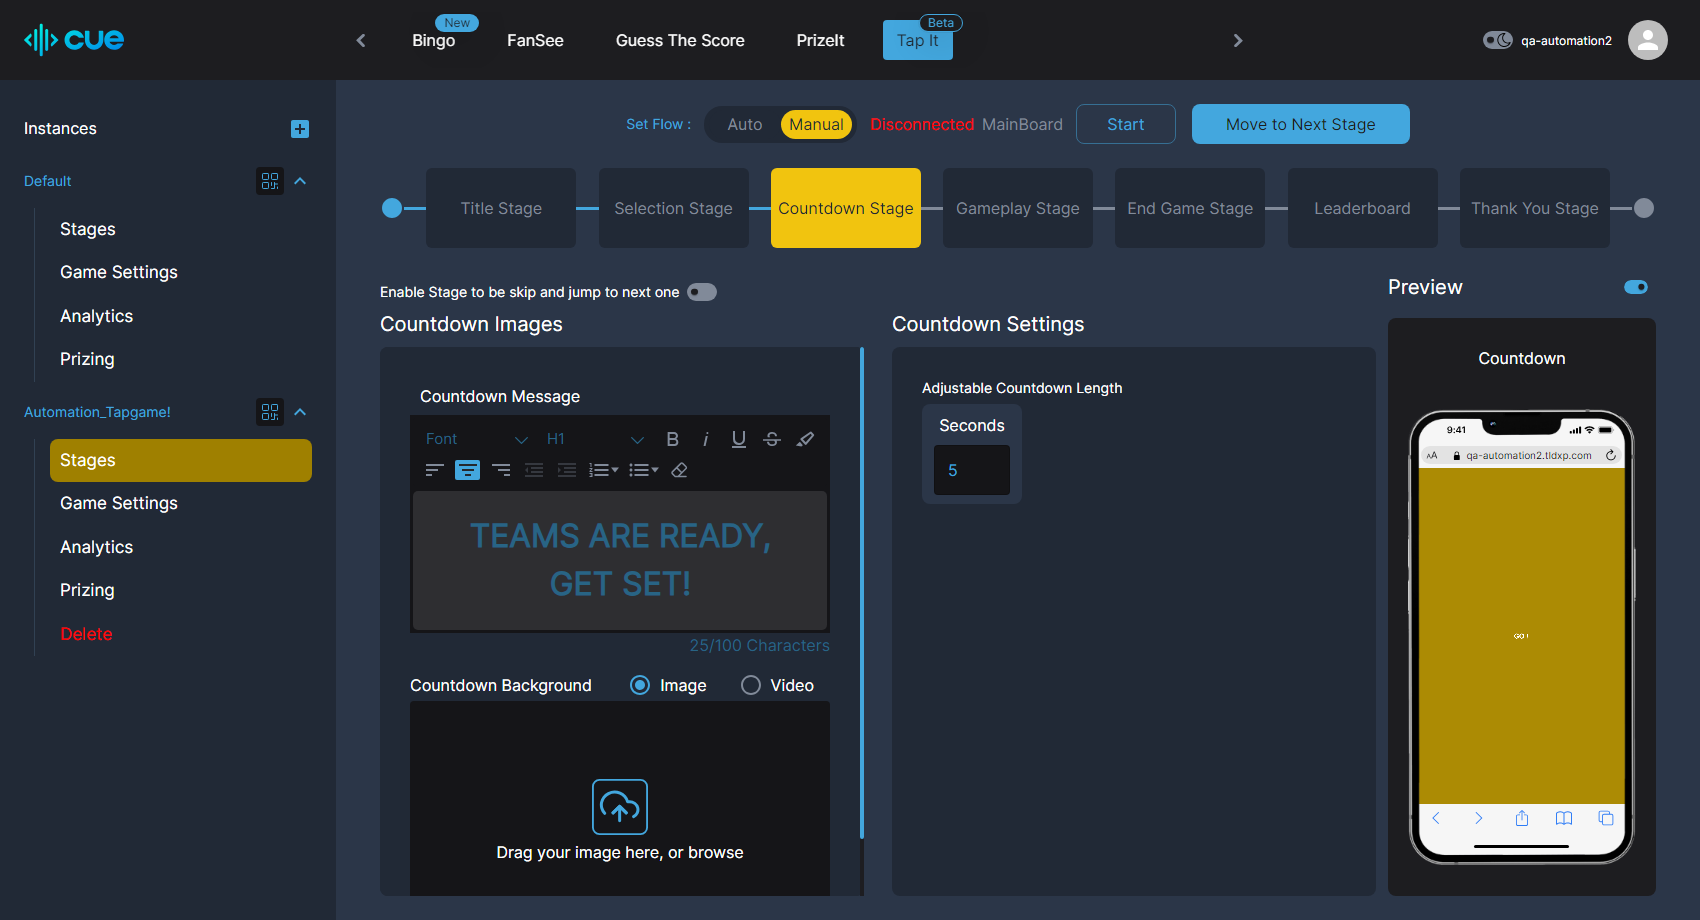 cue
New
Bingo
FanSee
Guess The Score
PrizeIt
Beta
Tap It
qa-automation2
Instances
Default
Stages
Game Settings
Analytics
Prizing
Automation_Tapgame!
Stages
Game Settings
Analytics
Prizing
Delete
Set Flow :
Auto
Manual
Disconnected MainBoard
Start
Move to Next Stage
Title Stage
Selection Stage
Countdown Stage
Gameplay Stage
End Game Stage
Leaderboard
Thank You Stage
Enable Stage to be skip and jump to next one
Countdown Images
Countdown Message
Font
H1
B
i
U
S
TEAMS ARE READY,
GET SET!
25/100 Characters
Countdown Background
Image
Video
Drag your image here, or browse
Countdown Settings
Adjustable Countdown Length
Seconds
5
Preview
Countdown
9:41
AA
qa-automation2.tldxp.com
GO !